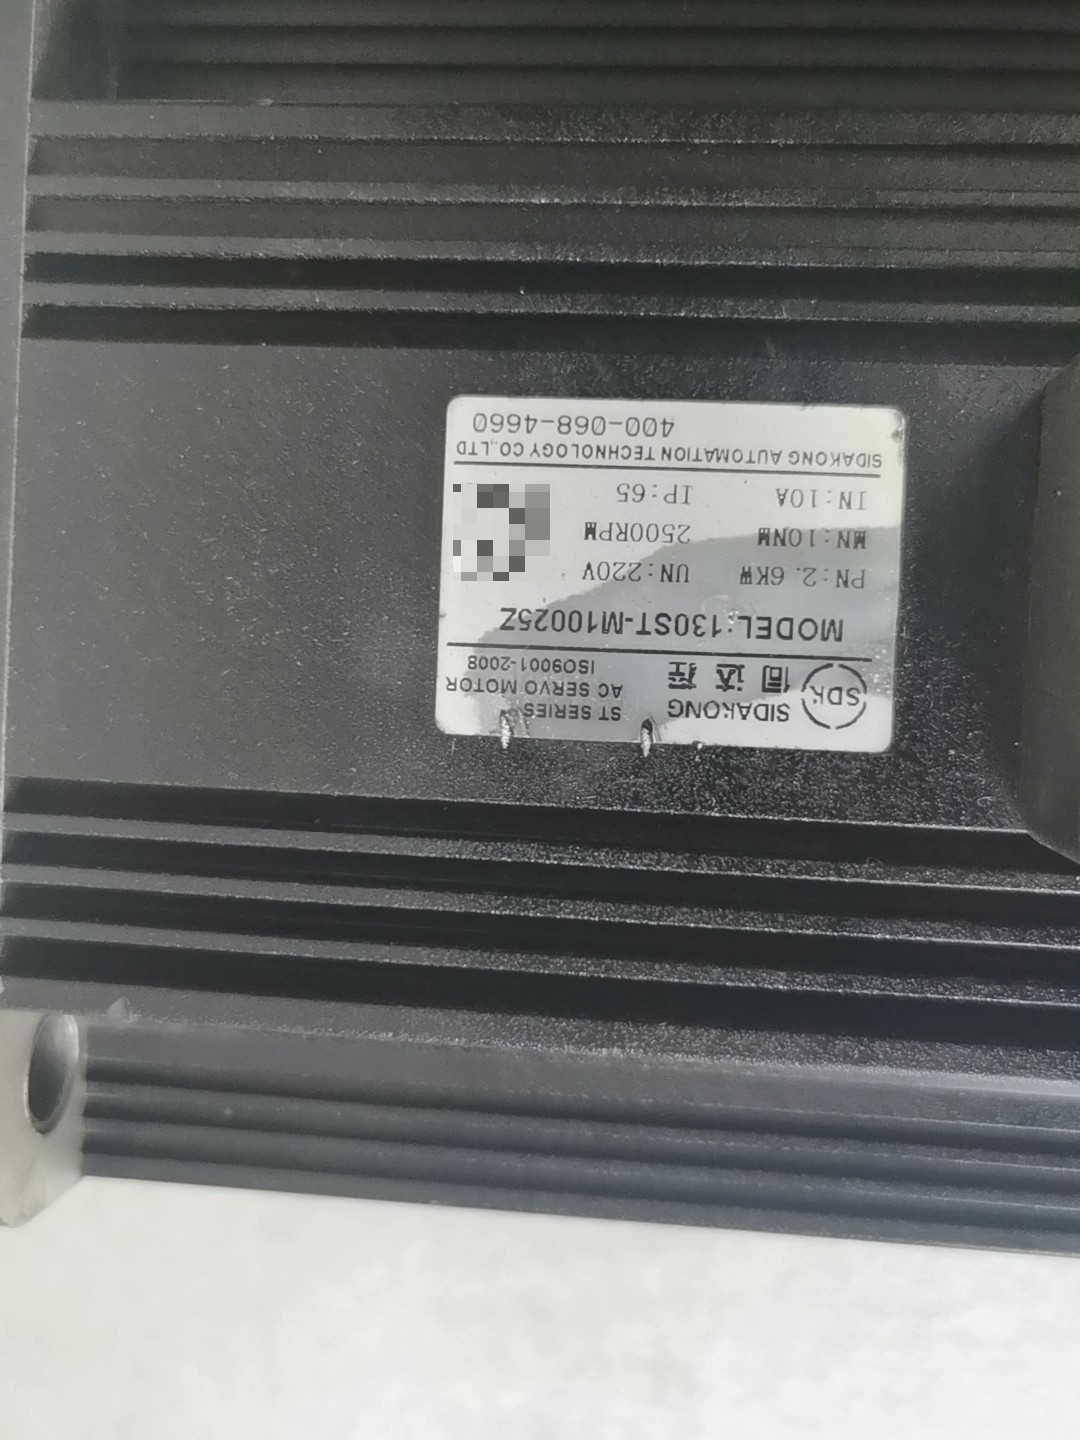 SDK
SIDAKONG
伺达控
ST SERIES
AC SERVO MOTOR
ISO9001-2008
MODEL:130ST-M10025Z
PN:2.6KW UN:220V
MN:10NM 2500RPM
IN:10A IP:65
SIDAKONG AUTOMATION TECHNOLOGY CO.,LTD
400-068-4660